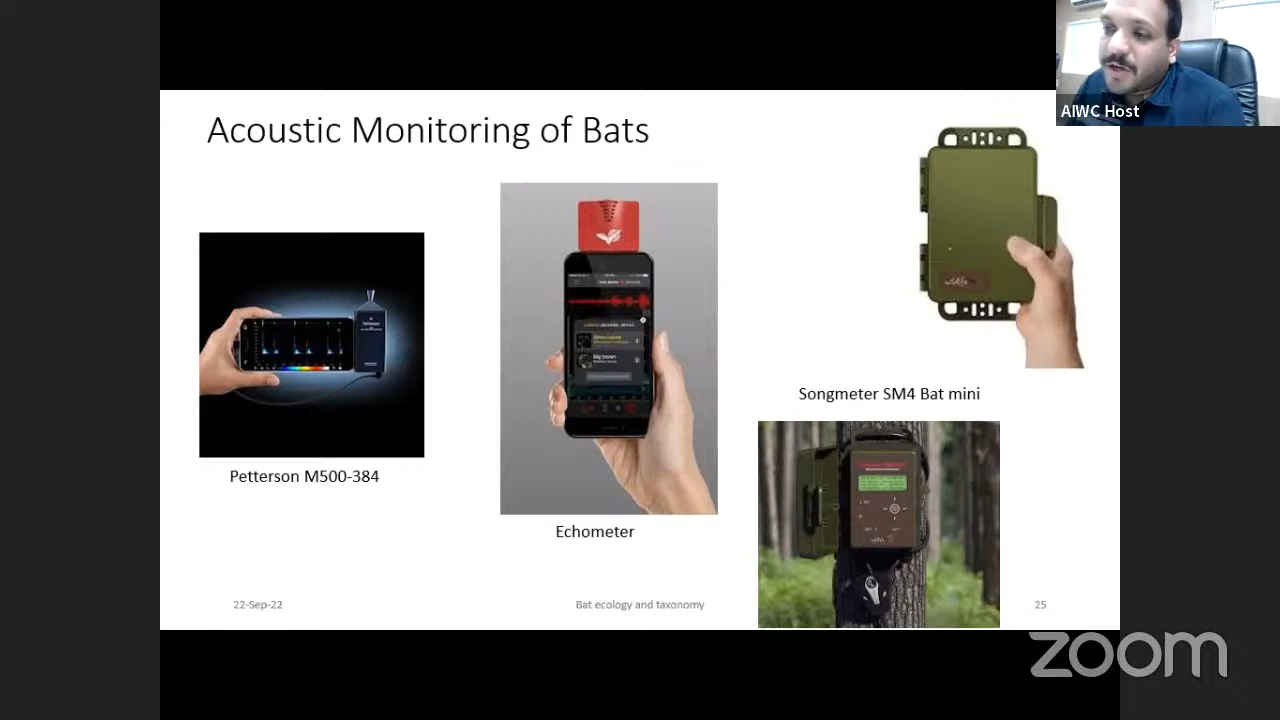 Acoustic Monitoring of Bats
AIWC Host
Petterson M500-384
Echometer
Songmeter SM4 Bat mini
22-Sep-22
Bat ecology and taxonomy
25
zoom